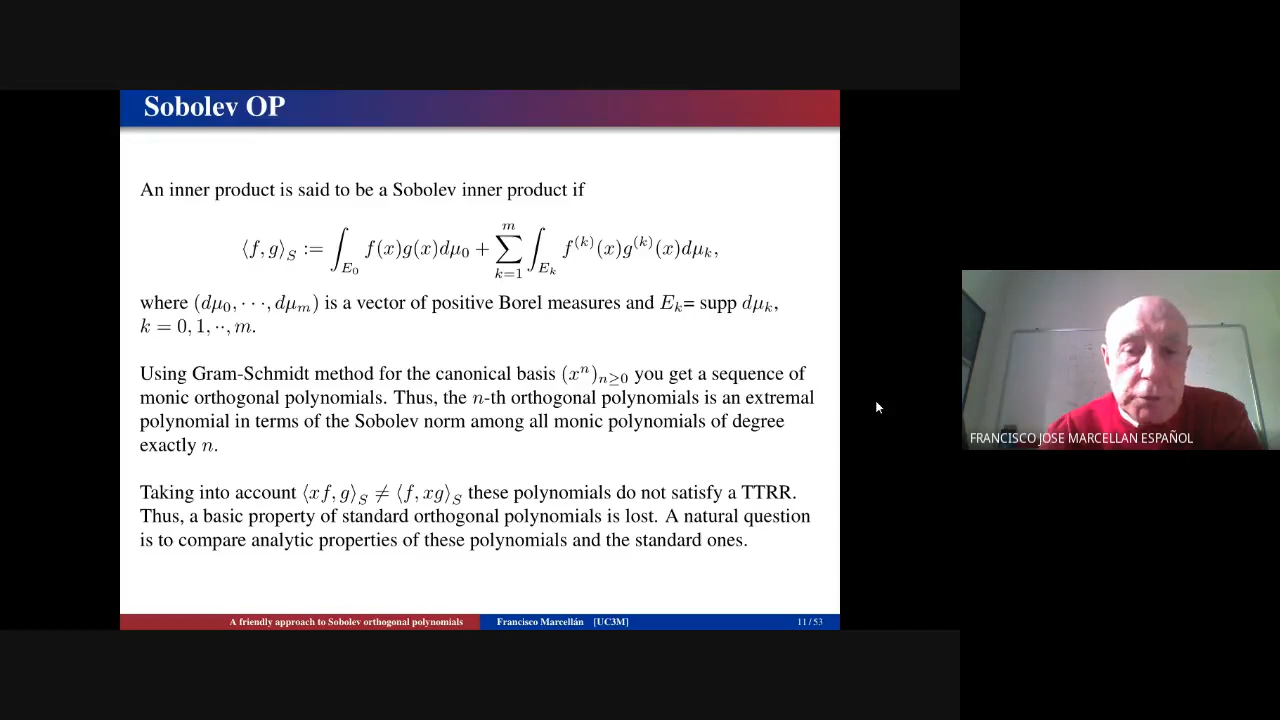 Sobolev OP
An inner product is said to be a Sobolev inner product if
⟨f, g⟩_S := ∫_{E_0} f(x)g(x)dμ_0 + ∑_{k=1}^{m} ∫_{E_k} f^{(k)}(x)g^{(k)}(x)dμ_k,
where (dμ_0, · · ·, dμ_m) is a vector of positive Borel measures and E_k= supp dμ_k,
k = 0, 1, ··, m.
Using Gram-Schmidt method for the canonical basis (x^n)_{n≥0} you get a sequence of
monic orthogonal polynomials. Thus, the n-th orthogonal polynomials is an extremal
polynomial in terms of the Sobolev norm among all monic polynomials of degree
exactly n.
Taking into account ⟨xf, g⟩_S ≠ ⟨f, xg⟩_S these polynomials do not satisfy a TTRR.
Thus, a basic property of standard orthogonal polynomials is lost. A natural question
is to compare analytic properties of these polynomials and the standard ones.
A friendly approach to Sobolev orthogonal polynomials Francisco Marcellán [UC3M] 11 / 53
FRANCISCO JOSE MARCELLAN ESPAÑOL